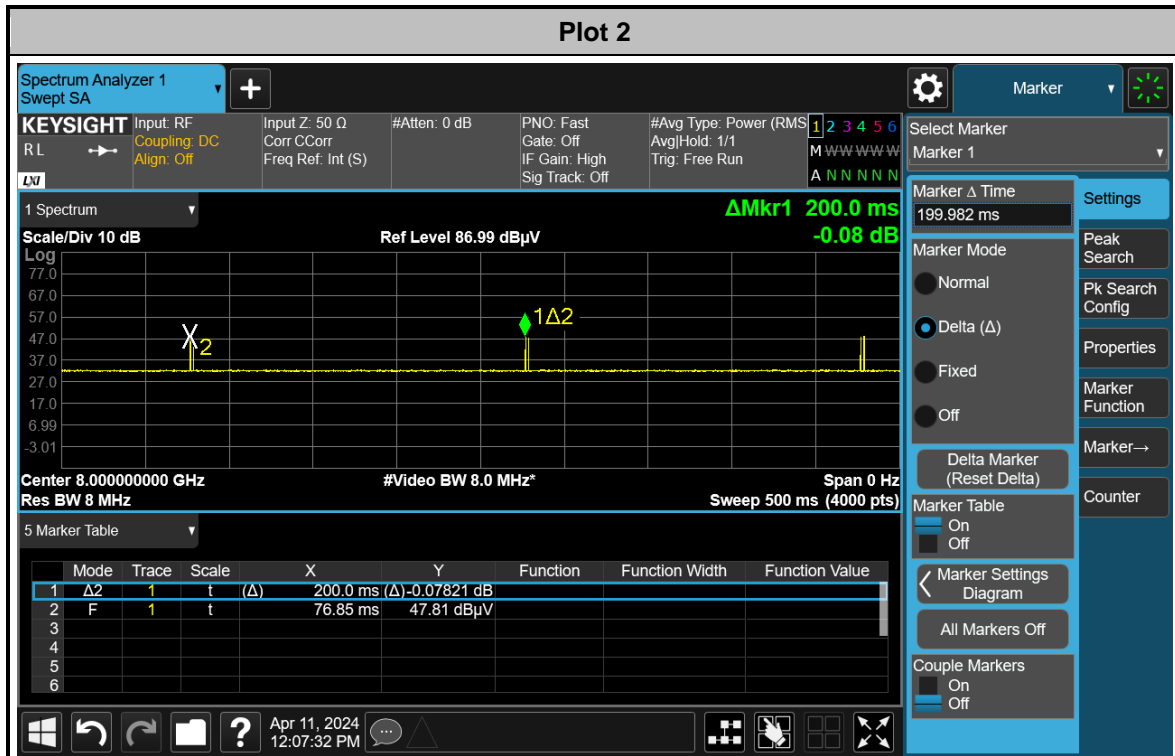 Plot 2
Spectrum Analyzer 1
Swept SA
Marker
KEYSIGHT
R L
LXI
Input: RF
Coupling: DC
Align: Off
Input Z: 50 Ω
Corr CCorr
Freq Ref: Int (S)
#Atten: 0 dB
PNO: Fast
Gate: Off
IF Gain: High
Sig Track: Off
#Avg Type: Power (RMS
Avg|Hold: 1/1
Trig: Free Run
1 2 3 4 5 6
M W W W W W
A N N N N N
Select Marker
Marker 1
1 Spectrum
ΔMkr1 200.0 ms
-0.08 dB
Scale/Div 10 dB
Ref Level 86.99 dBµV
Log
77.0
67.0
57.0
47.0
37.0
27.0
17.0
6.99
-3.01
2
1Δ2
Center 8.000000000 GHz
#Video BW 8.0 MHz*
Span 0 Hz
Res BW 8 MHz
Sweep 500 ms (4000 pts)
5 Marker Table
Mode Trace Scale X Y Function Function Width Function Value
1 Δ2 1 t (Δ) 200.0 ms (Δ)-0.07821 dB
2 F 1 t 76.85 ms 47.81 dBµV
3
4
5
6
Marker Δ Time
199.982 ms
Marker Mode
Normal
Delta (Δ)
Fixed
Off
Delta Marker
(Reset Delta)
Marker Table
On
Off
Marker Settings
Diagram
All Markers Off
Couple Markers
On
Off
Settings
Peak
Search
Pk Search
Config
Properties
Marker
Function
Marker→
Counter
?
Apr 11, 2024
12:07:32 PM